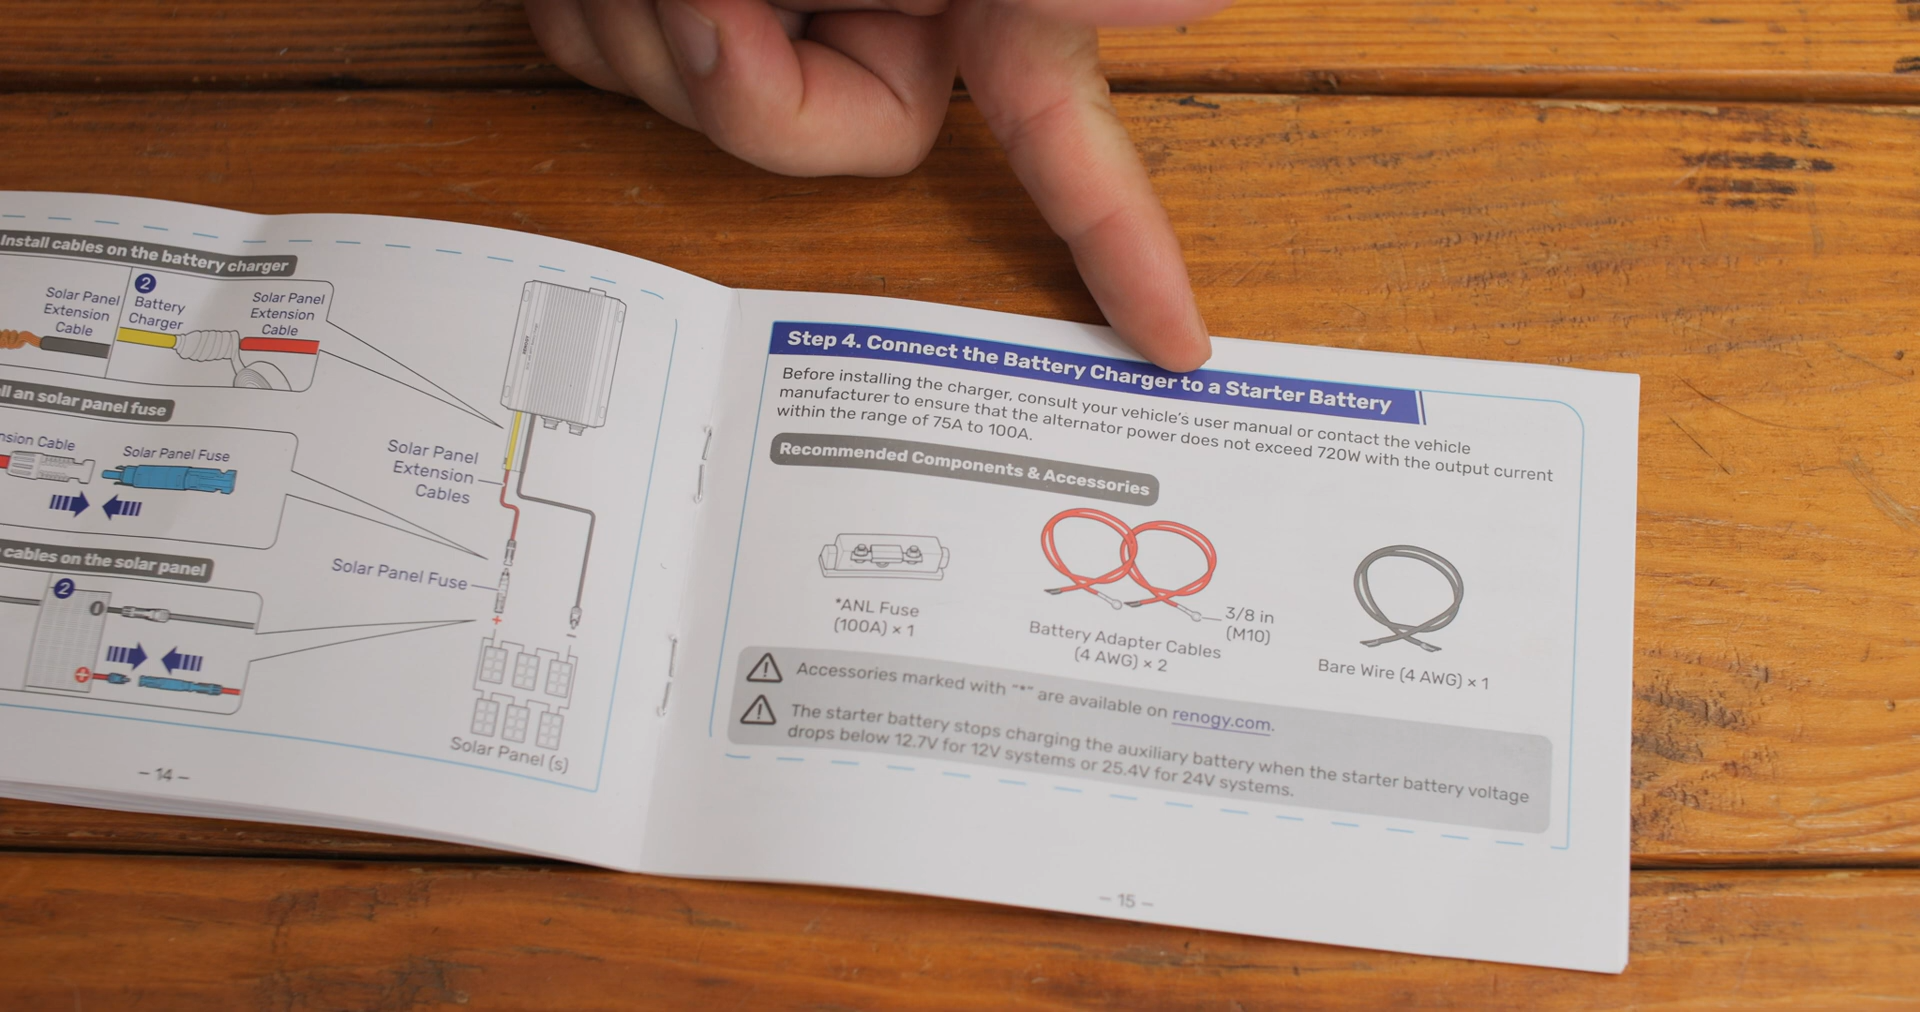 Install cables on the battery charger
Solar Panel
Extension
Cable
2
Battery
Charger
Solar Panel
Extension
Cable
an solar panel fuse
Cable
Solar Panel Fuse
cables on the solar panel
2
Solar Panel
Extension
Cables
Solar Panel Fuse
+
–
Solar Panel (s)
– 14 –
Step 4. Connect the Battery Charger to a Starter Battery
Before installing the charger, consult your vehicle's user manual or contact the vehicle
manufacturer to ensure that the alternator power does not exceed 720W with the output current
within the range of 75A to 100A.
Recommended Components & Accessories
*ANL Fuse
(100A) × 1
Battery Adapter Cables
(4 AWG) × 2
3/8 in
(M10)
Bare Wire (4 AWG) × 1
Accessories marked with "*" are available on renogy.com.
The starter battery stops charging the auxiliary battery when the starter battery voltage
drops below 12.7V for 12V systems or 25.4V for 24V systems.
– 15 –